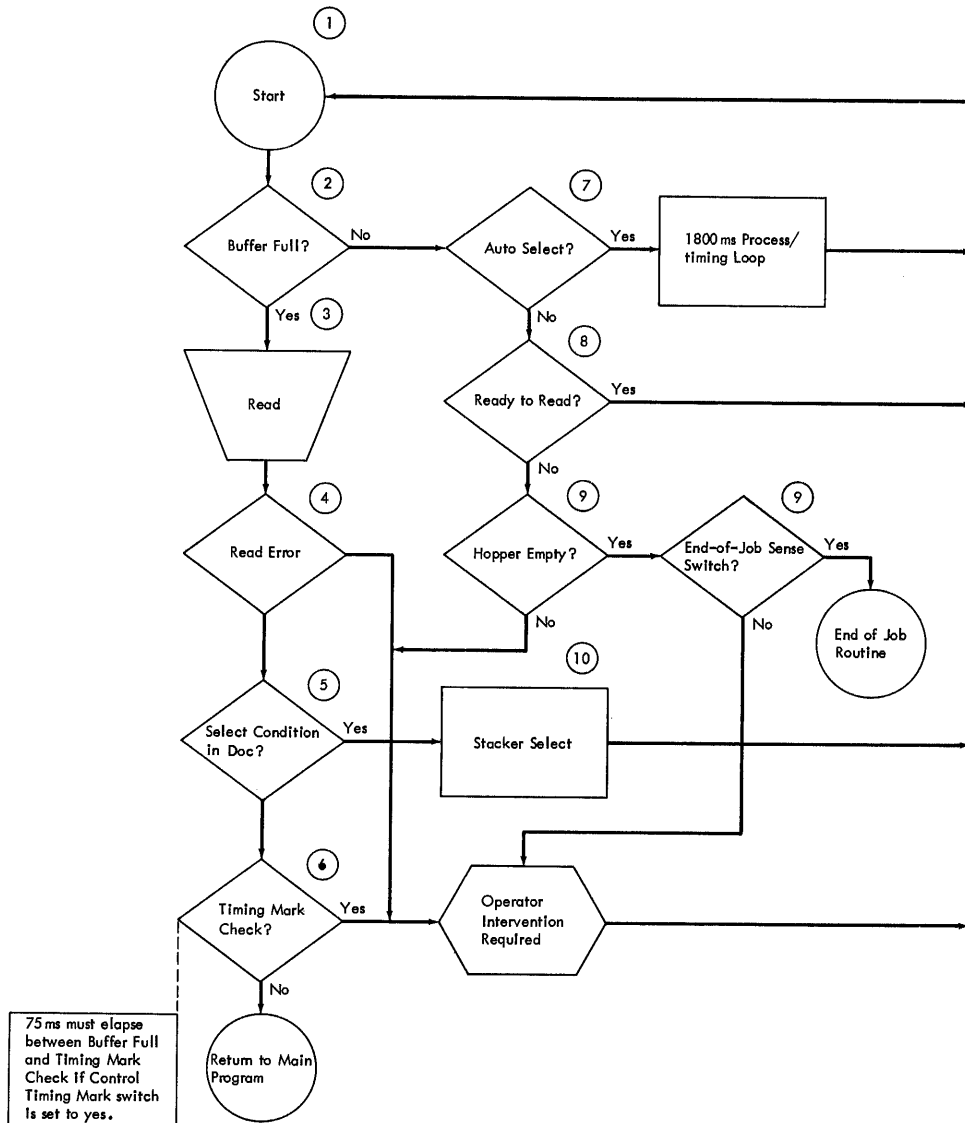 1
Start
2
7
Buffer Full?
No
Auto Select?
Yes
1800 ms Process/
timing Loop
Yes
3
No
8
Read
Ready to Read?
Yes
No
4
9
9
Read Error
Hopper Empty?
Yes
End-of-Job Sense
Switch?
Yes
No
No
End of Job
Routine
5
10
Select Condition
in Doc?
Yes
Stacker Select
6
Timing Mark
Check?
Yes
Operator
Intervention
Required
No
75 ms must elapse
between Buffer Full
and Timing Mark
Check if Control
Timing Mark switch
is set to yes.
Return to Main
Program